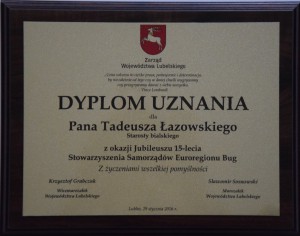 Zarząd
Województwa Lubelskiego
DYPLOM UZNANIA
dla
Pana Tadeusza Łazowskiego
Starosty bialskiego
z okazji Jubileuszu 15-lecia
Stowarzyszenia Samorządów Euroregionu Bug
Z życzeniami wszelkiej pomyślności
Krzysztof Grabczuk
Sławomir Sosnowski
Wicemarszałek
Marszałek
Województwa Lubelskiego
Województwa Lubelskiego